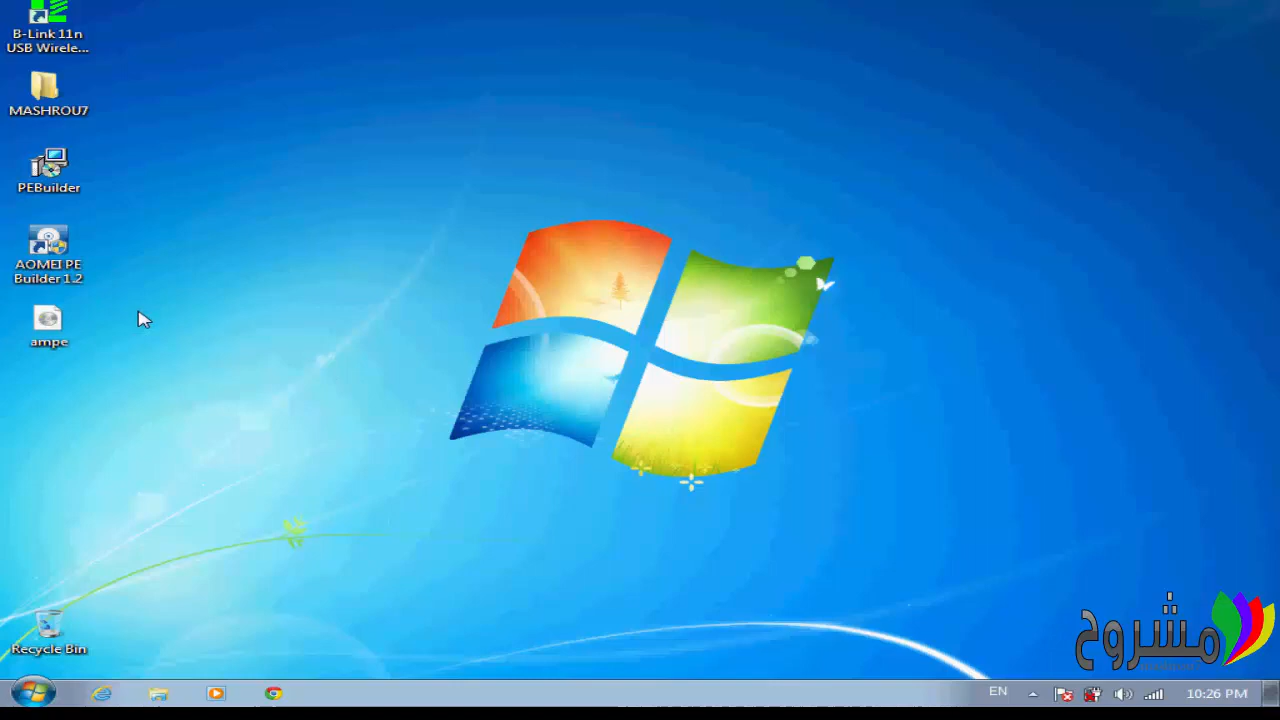 B-Link 11n
USB Wirele...
MASHROU7
PEBuilder
AOMEI PE
Builder 1.2
ampe
Recycle Bin
مشروح
EN
10:26 PM